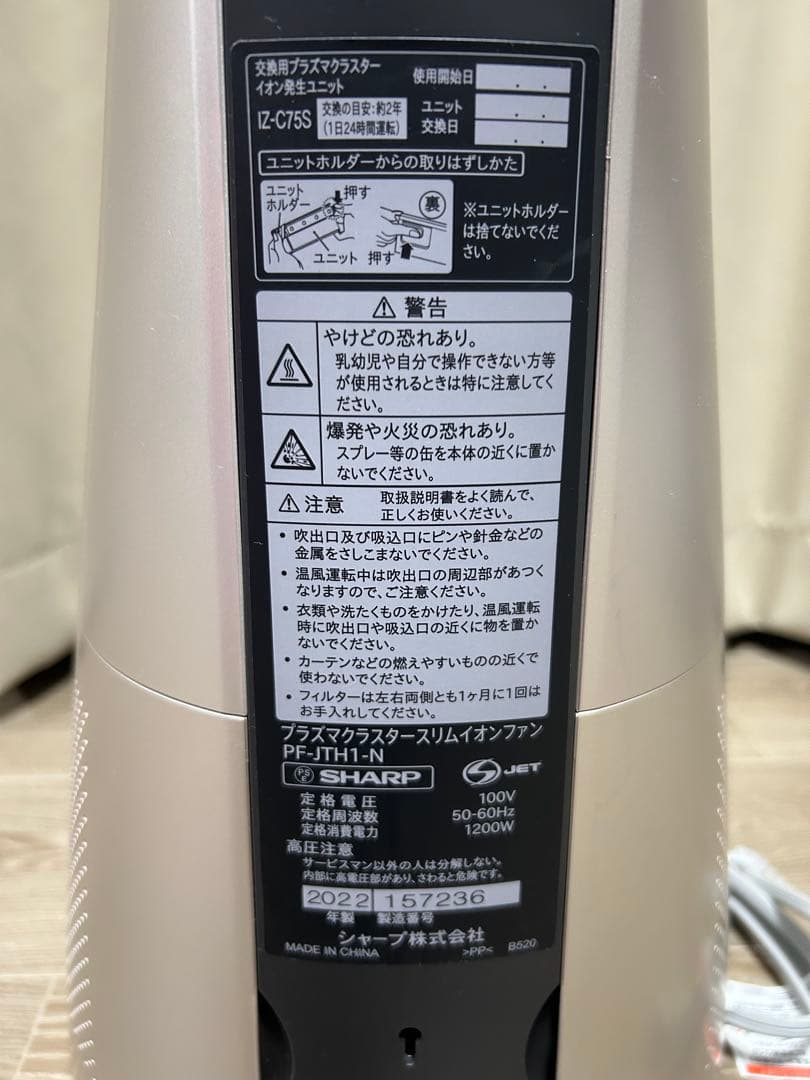 交換用プラズマクラスター
イオン発生ユニット
IZ-C75S
交換の目安:約2年
(1日24時間運転)
使用開始日 . .
ユニット
交換日
. .
. .
ユニットホルダーからの取りはずしかた
ユニット
ホルダー
押す
ユニット
裏
押す
※ユニットホルダー
は捨てないでくだ
さい。
警告
やけどの恐れあり。
乳幼児や自分で操作できない方等
が使用されるときは特に注意してく
ださい。
爆発や火災の恐れあり。
スプレー等の缶を本体の近くに置か
ないでください。
注意
取扱説明書をよく読んで、
正しくお使いください。
• 吹出口及び吸込口にピンや針金などの
金属をさしこまないでください。
• 温風運転中は吹出口の周辺部があつく
なりますので、ご注意ください。
• 衣類や洗たくものをかけたり、温風運転
時に吹出口や吸込口の近くに物を置か
ないでください。
• カーテンなどの燃えやすいものの近くで
使わないでください。
• フィルターは左右両側とも1ヶ月に1回は
お手入れしてください。
プラズマクラスタースリムイオンファン
PF-JTH1-N
PS
E
SHARP
S JET
定格電圧 100V
定格周波数 50-60Hz
定格消費電力 1200W
高圧注意
サービスマン以外の人は分解しない。
内部に高電圧部があり、さわると危険です。
2022 157236
年製 製造番号
シャープ株式会社
MADE IN CHINA >PP< B520